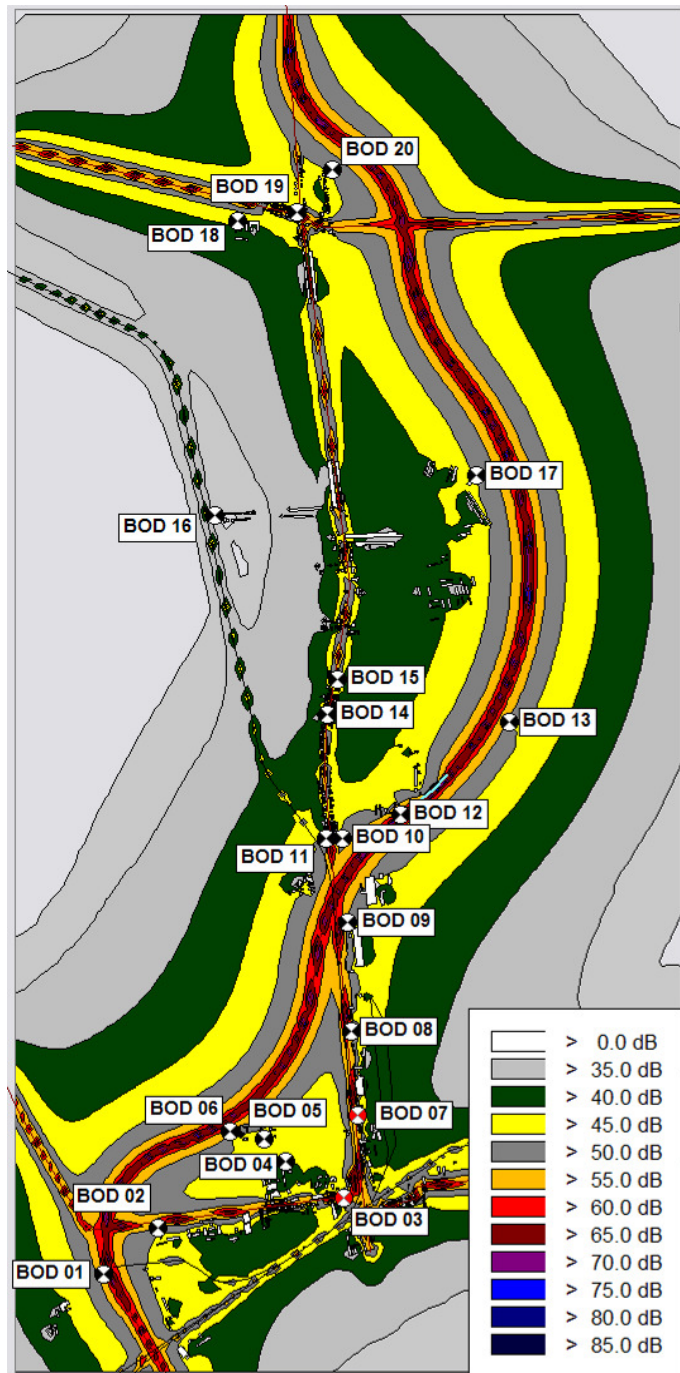 BOD 20
BOD 19
BOD 18
BOD 17
BOD 16
BOD 15
BOD 14
BOD 13
BOD 12
BOD 11
BOD 10
BOD 09
BOD 08
BOD 07
BOD 06
BOD 05
BOD 04
BOD 02
BOD 03
BOD 01
> 0.0 dB
> 35.0 dB
> 40.0 dB
> 45.0 dB
> 50.0 dB
> 55.0 dB
> 60.0 dB
> 65.0 dB
> 70.0 dB
> 75.0 dB
> 80.0 dB
> 85.0 dB